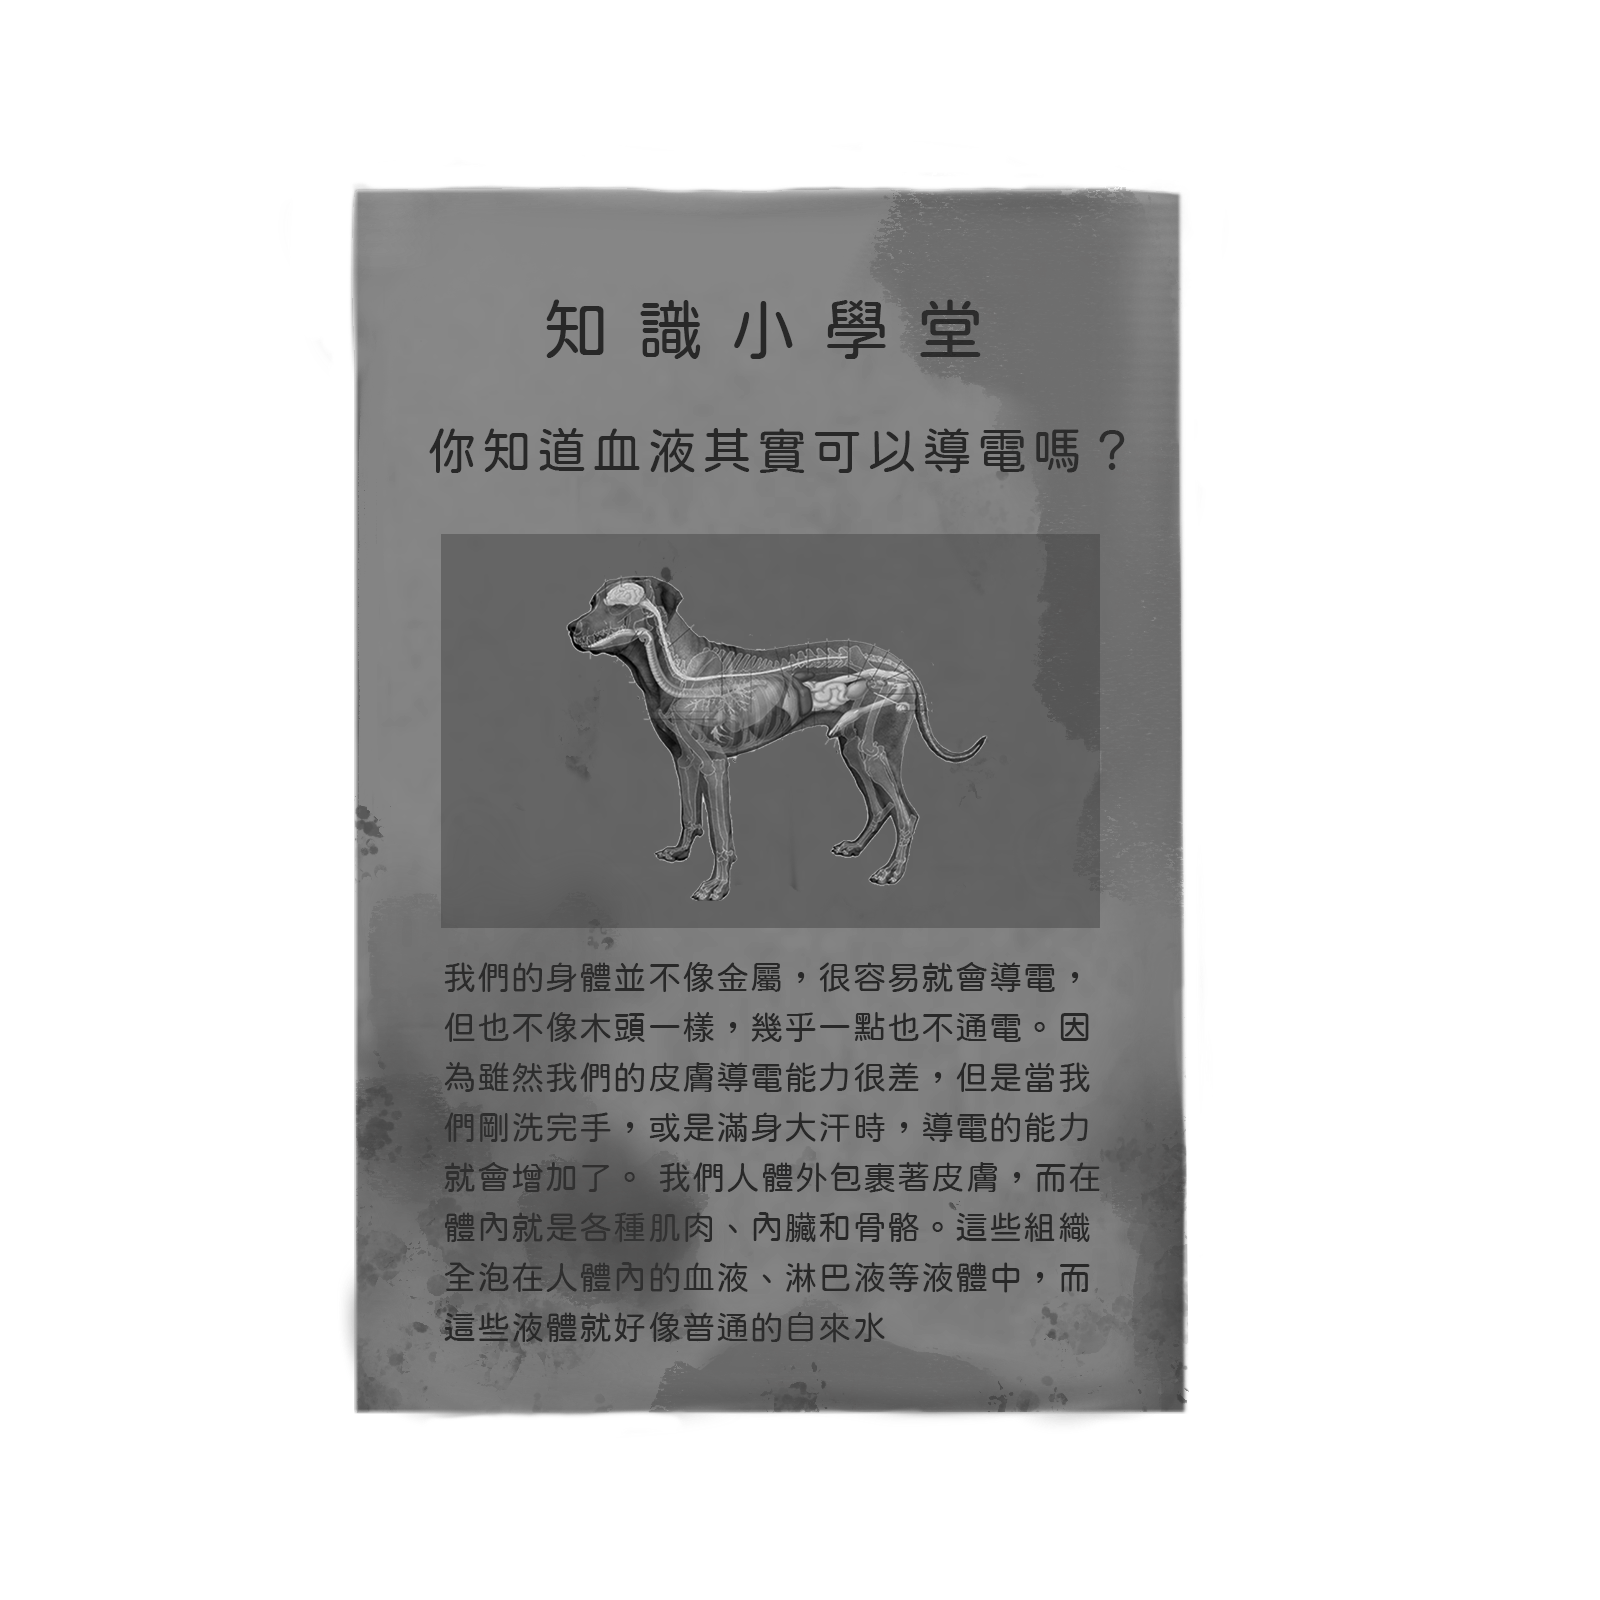 知識小學堂
你知道血液其實可以導電嗎？
我們的身體並不像金屬，很容易就會導電，
但也不像木頭一樣，幾乎一點也不通電。因
為雖然我們的皮膚導電能力很差，但是當我
們剛洗完手，或是滿身大汗時，導電的能力
就會增加了。 我們人體外包裹著皮膚，而在
體內就是各種肌肉、內臟和骨骼。這些組織
全泡在人體內的血液、淋巴液等液體中，而
這些液體就好像普通的自來水